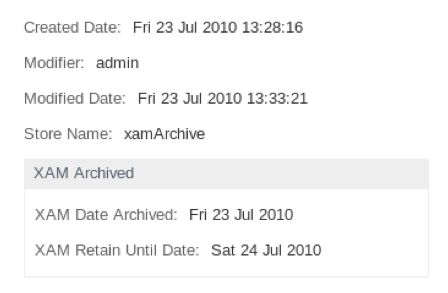 Created Date: Fri 23 Jul 2010 13:28:16
Modifier: admin
Modified Date: Fri 23 Jul 2010 13:33:21
Store Name: xamArchive
XAM Archived
XAM Date Archived: Fri 23 Jul 2010
XAM Retain Until Date: Sat 24 Jul 2010